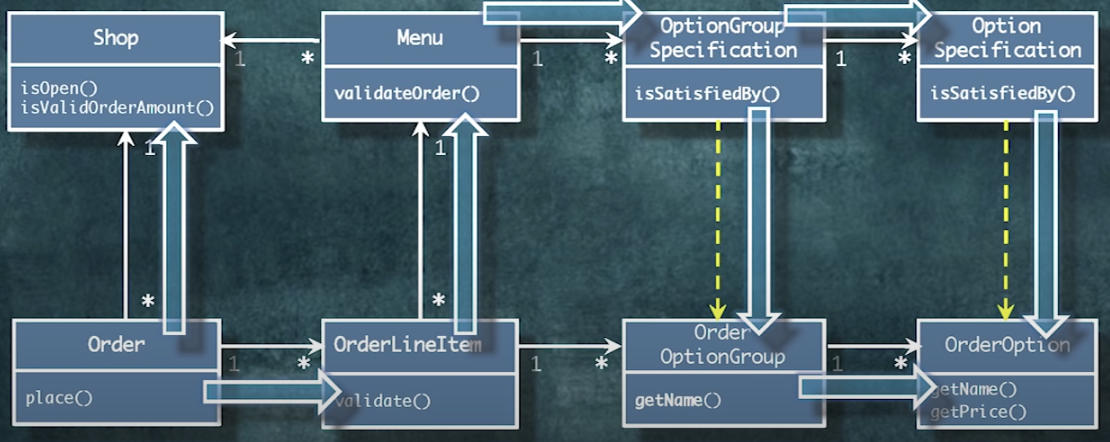 Shop
isOpen()
isValidOrderAmount()
Menu
validateOrder()
OptionGroup
Specification
isSatisfiedBy()
Option
Specification
isSatisfiedBy()
1
*
1
*
1
*
1
1
*
*
Order
place()
OrderLineItem
validate()
Order
OptionGroup
getName()
OrderOption
getName()
getPrice()
1
*
1
*
1
*